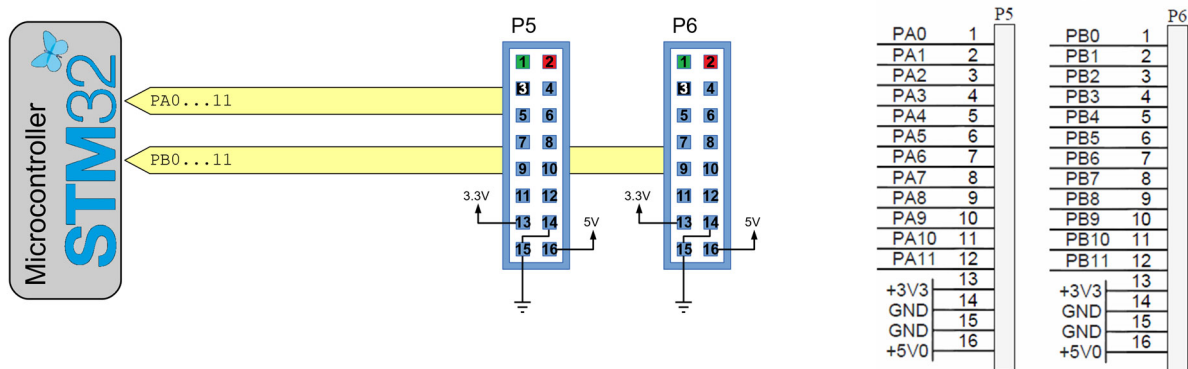 Microcontroller
STM32
PA0...11
PB0...11
P5
1 2
3 4
5 6
7 8
9 10
11 12
13 14
15 16
3.3V
5V
P6
1 2
3 4
5 6
7 8
9 10
11 12
13 14
15 16
3.3V
5V
P5
PA0 1
PA1 2
PA2 3
PA3 4
PA4 5
PA5 6
PA6 7
PA7 8
PA8 9
PA9 10
PA10 11
PA11 12
+3V3 13
GND 14
GND 15
+5V0 16
P6
PB0 1
PB1 2
PB2 3
PB3 4
PB4 5
PB5 6
PB6 7
PB7 8
PB8 9
PB9 10
PB10 11
PB11 12
+3V3 13
GND 14
GND 15
+5V0 16